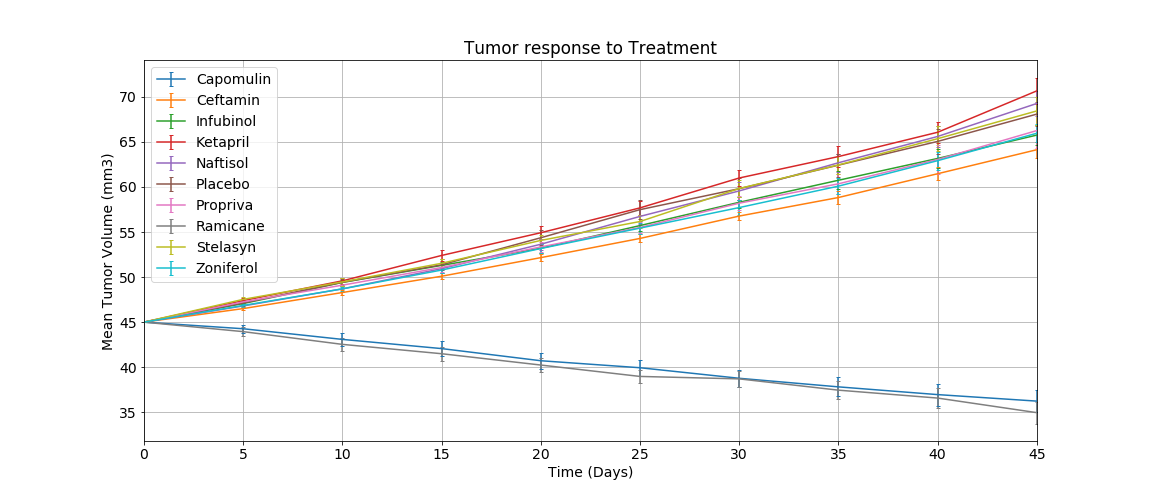 Tumor response to Treatment
Mean Tumor Volume (mm3)
70
65
60
55
50
45
40
35
Capomulin
Ceftamin
Infubinol
Ketapril
Naftisol
Placebo
Propriva
Ramicane
Stelasyn
Zoniferol
0 5 10 15 20 25 30 35 40 45
Time (Days)